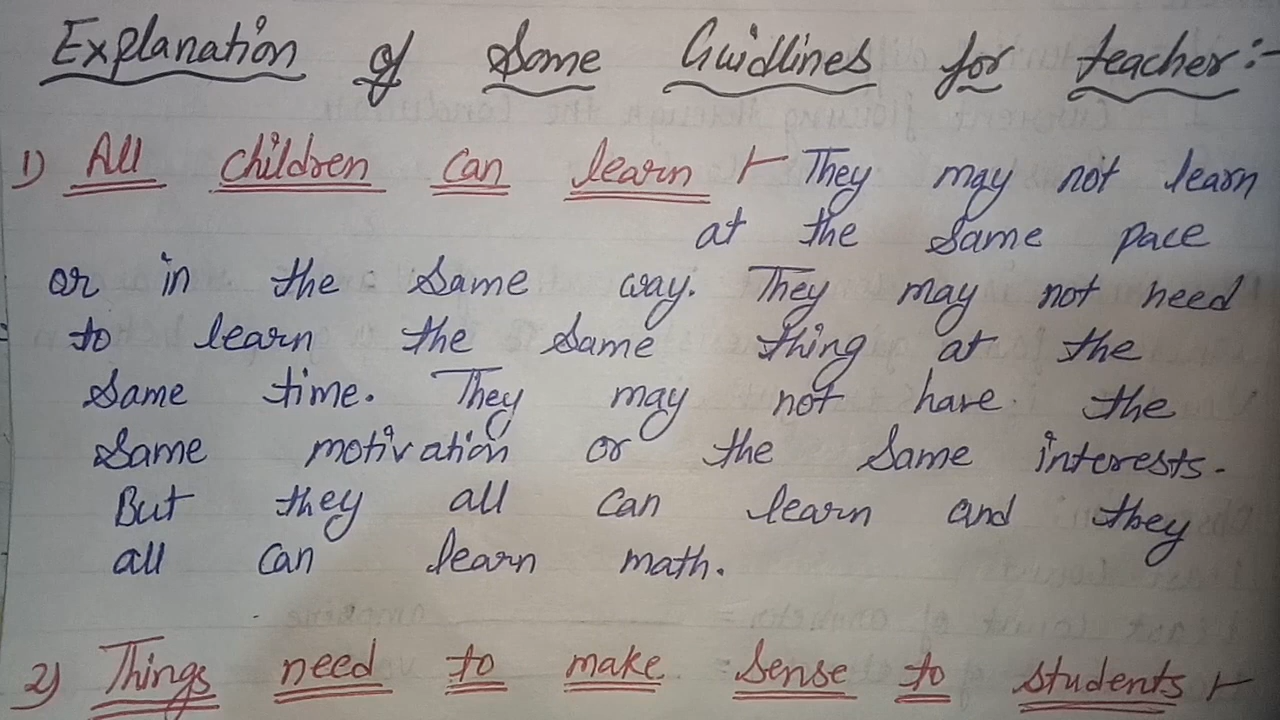 Explanation of Some Guidlines for teacher:-
1) All children can learn :- They may not learn
at the same pace
or in the same way. They may not need
to learn the same thing at the
same time. They may not have the
same motivation or the same interests.
But they all can learn and they
all can learn math.
2) Things need to make sense to students :-